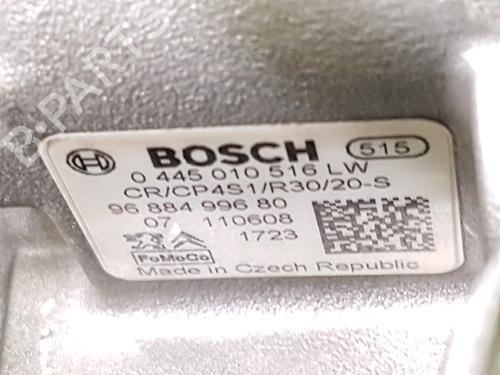 B-PARTS
BOSCH 515
0 445 010 516 LW
CR/CP4S1/R30/20-S
96 884 996 80
07 110608
1723
FoMoCo
Made in Czech Republic